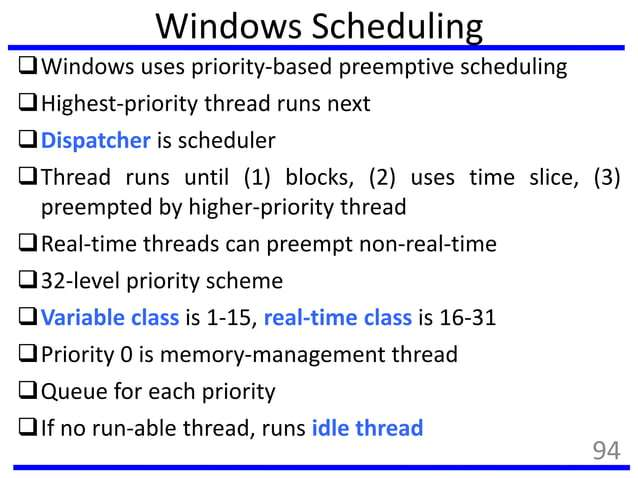 Windows Scheduling
❑Windows uses priority-based preemptive scheduling
❑Highest-priority thread runs next
❑Dispatcher is scheduler
❑Thread runs until (1) blocks, (2) uses time slice, (3)
preempted by higher-priority thread
❑Real-time threads can preempt non-real-time
❑32-level priority scheme
❑Variable class is 1-15, real-time class is 16-31
❑Priority 0 is memory-management thread
❑Queue for each priority
❑If no run-able thread, runs idle thread
94